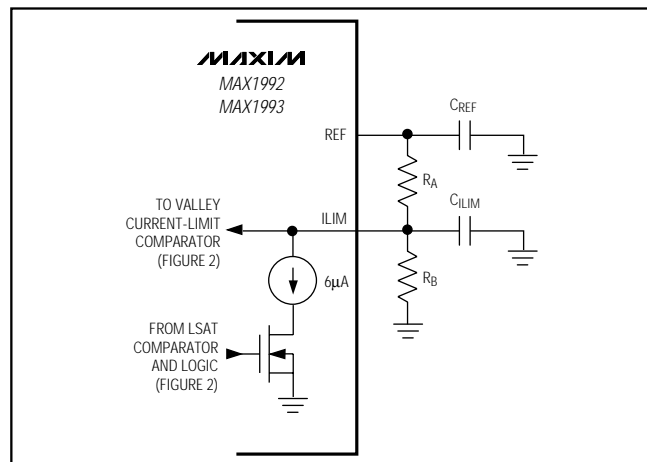 MAXIM
MAX1992
MAX1993
REF
CREF
RA
TO VALLEY
CURRENT-LIMIT
COMPARATOR
(FIGURE 2)
ILIM
CILIM
6μA
RB
FROM LSAT
COMPARATOR
AND LOGIC
(FIGURE 2)